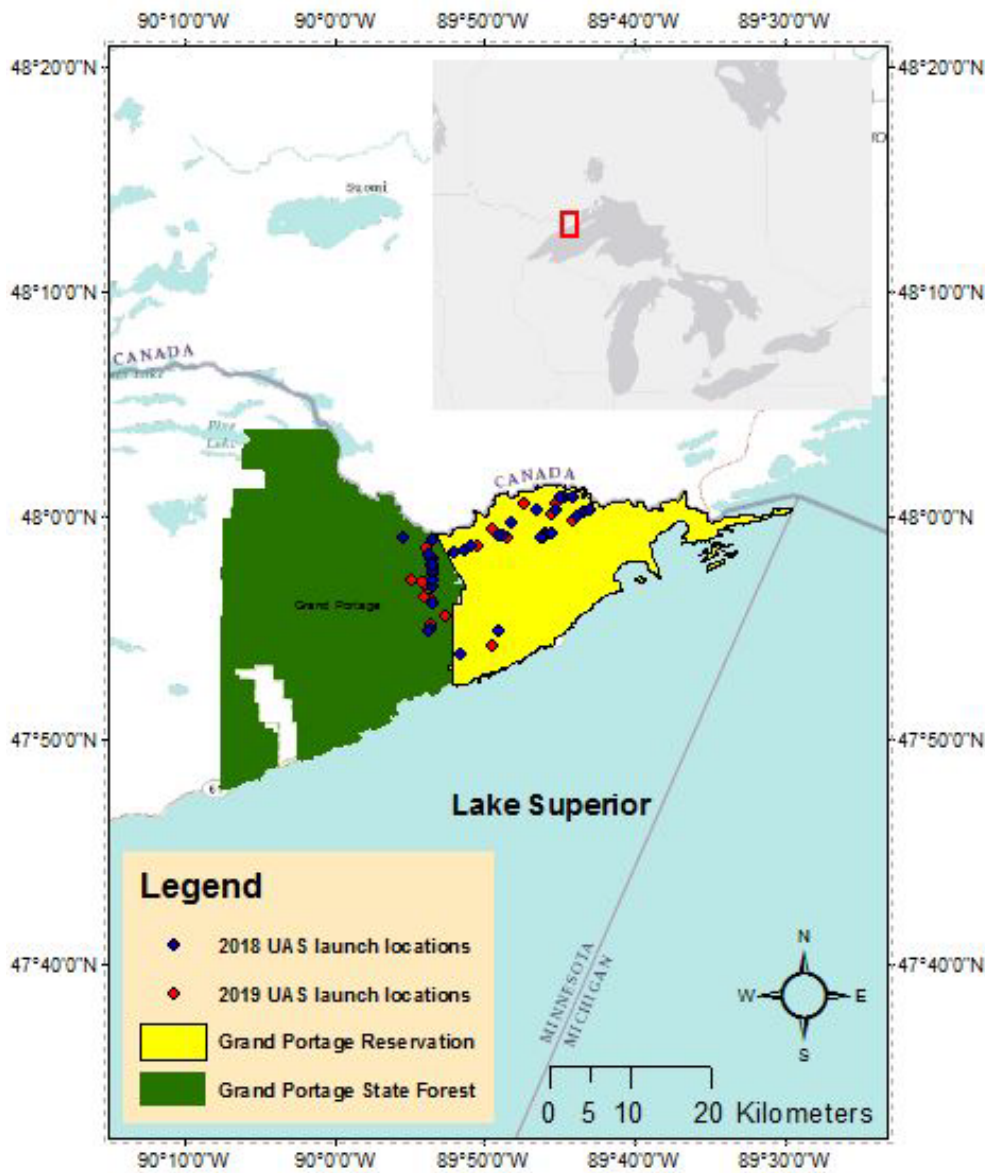 90°10'0"W 90°0'0"W 89°50'0"W 89°40'0"W 89°30'0"W
48°20'0"N 48°20'0"N
Suomi
48°10'0"N 48°10'0"N
CANADA
Pine
Lake
CANADA
48°0'0"N 48°0'0"N
Grand Portage
47°50'0"N 47°50'0"N
6
Lake Superior
Legend
2018 UAS launch locations
2019 UAS launch locations
Grand Portage Reservation
Grand Portage State Forest
47°40'0"N 47°40'0"N
MINNESOTA
MICHIGAN
N
W E
S
0 5 10 20 Kilometers
90°10'0"W 90°0'0"W 89°50'0"W 89°40'0"W 89°30'0"W